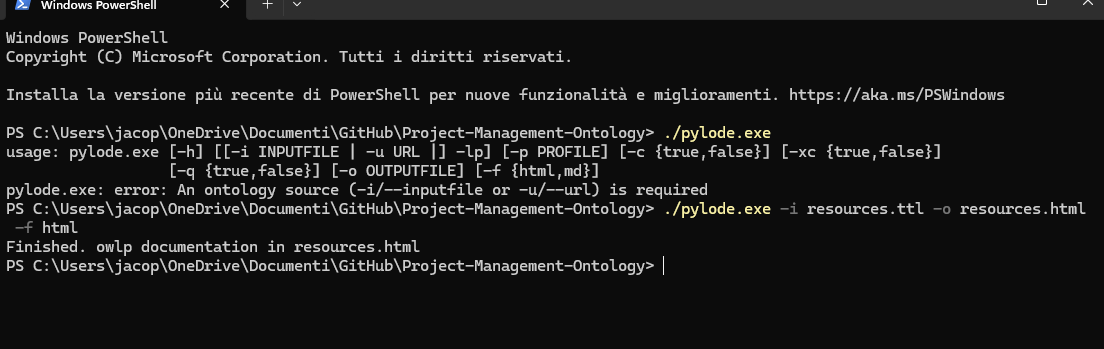 Windows PowerShell
Windows PowerShell
Copyright (C) Microsoft Corporation. Tutti i diritti riservati.
Installa la versione più recente di PowerShell per nuove funzionalità e miglioramenti. https://aka.ms/PSWindows
PS C:\Users\jacop\OneDrive\Documenti\GitHub\Project-Management-Ontology> ./pylode.exe
usage: pylode.exe [-h] [[-i INPUTFILE | -u URL |] -lp] [-p PROFILE] [-c {true,false}] [-xc {true,false}]
[-q {true,false}] [-o OUTPUTFILE] [-f {html,md}]
pylode.exe: error: An ontology source (-i/--inputfile or -u/--url) is required
PS C:\Users\jacop\OneDrive\Documenti\GitHub\Project-Management-Ontology> ./pylode.exe -i resources.ttl -o resources.html
-f html
Finished. owlp documentation in resources.html
PS C:\Users\jacop\OneDrive\Documenti\GitHub\Project-Management-Ontology>